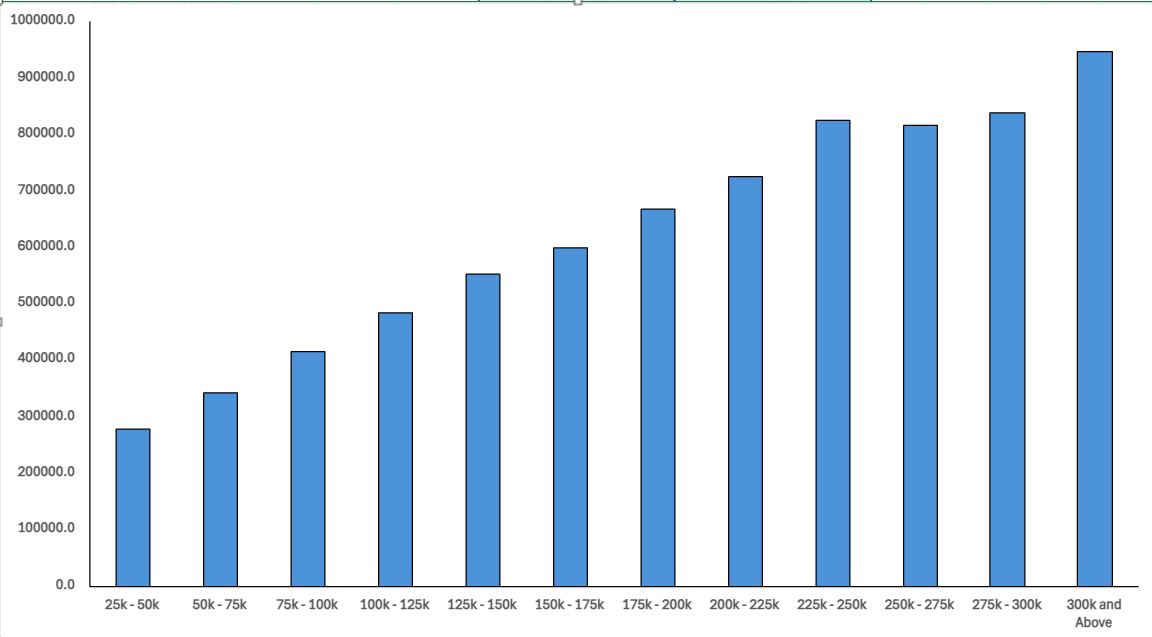 1000000.0
900000.0
800000.0
700000.0
600000.0
500000.0
400000.0
300000.0
200000.0
100000.0
0.0
25k - 50k
50k - 75k
75k - 100k
100k - 125k
125k - 150k
150k - 175k
175k - 200k
200k - 225k
225k - 250k
250k - 275k
275k - 300k
300k and
Above